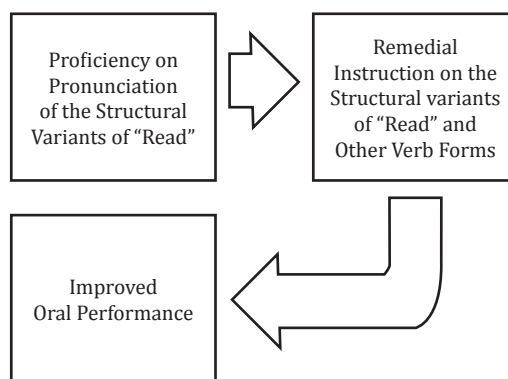 Proficiency on
Pronunciation
of the Structural
Variants of “Read”
Remedial
Instruction on the
Structural variants
of “Read” and
Other Verb Forms
Improved
Oral Performance